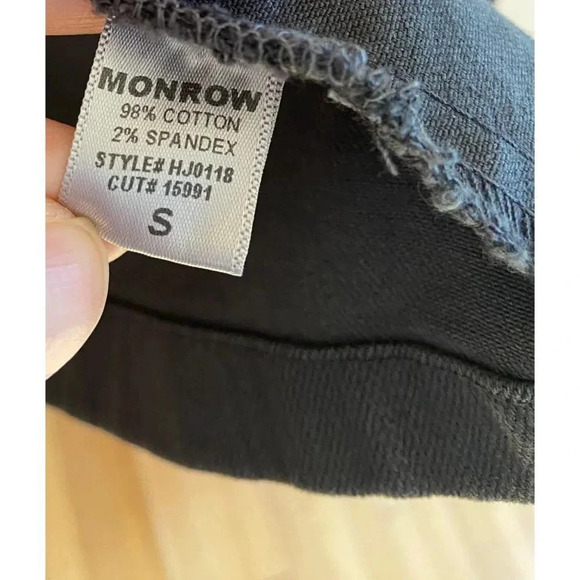 MONROW
98% COTTON
2% SPANDEX
STYLE# HJ0118
CUT# 15991
S